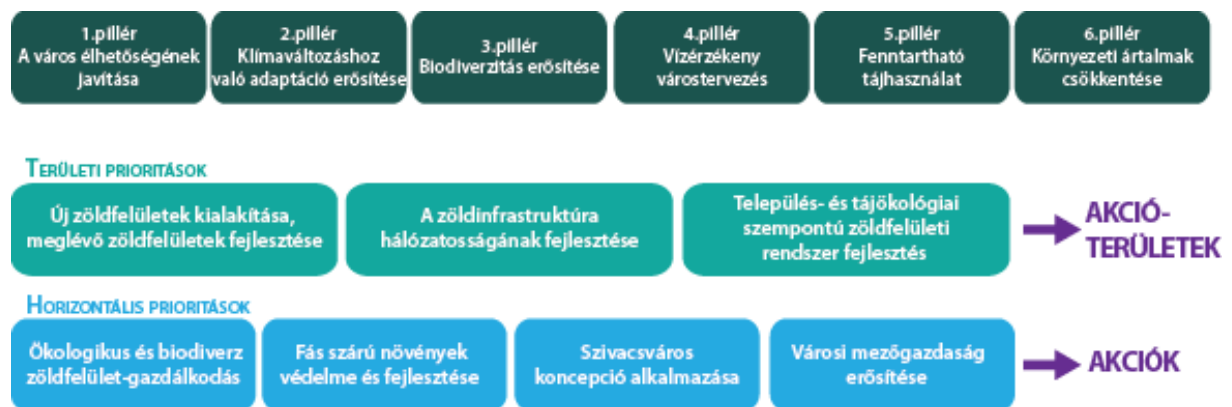 1.pillér
A város élhetőségének
javítása
2.pillér
Klímaváltozáshoz
való adaptáció erősítése
3.pillér
Biodiverzitás erősítése
4.pillér
Vízérzékeny
várostervezés
5.pillér
Fenntartható
tájhasználat
6.pillér
Környezeti ártalmak
csökkentése
TERÜLETI PRIORITÁSOK
Új zöldfelületek kialakítása,
meglévő zöldfelületek fejlesztése
A zöldinfrastruktúra
hálózatosságának fejlesztése
Település- és tájökológiai
szempontú zöldfelületi
rendszer fejlesztés
AKCIÓ-
TERÜLETEK
HORIZONTÁLIS PRIORITÁSOK
Ökologikus és biodiverz
zöldfelület-gazdálkodás
Fás szárú növények
védelme és fejlesztése
Szivacsváros
koncepció alkalmazása
Városi mezőgazdaság
erősítése
AKCIÓK